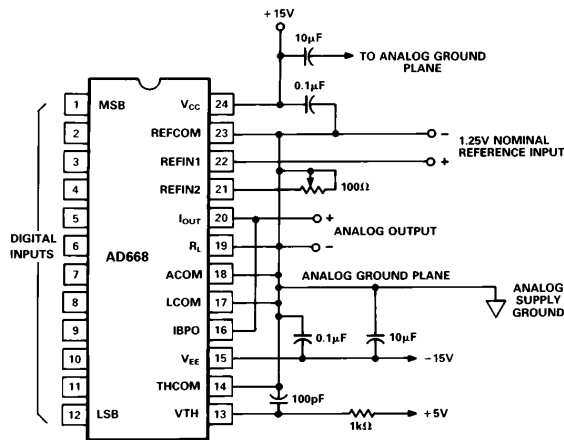 +15V
10μF
TO ANALOG GROUND
PLANE
0.1μF
1 MSB VCC 24
2 REFCOM 23
3 REFIN1 22
4 REFIN2 21
5 IOUT 20
6 RL 19
7 ACOM 18
8 LCOM 17
9 IBPO 16
10 VEE 15
11 THCOM 14
12 LSB VTH 13
DIGITAL
INPUTS
AD668
−
1.25V NOMINAL
REFERENCE INPUT
+
100Ω
+
ANALOG OUTPUT
−
ANALOG GROUND PLANE
ANALOG
SUPPLY
GROUND
0.1μF
10μF
−15V
100pF
1kΩ
+5V